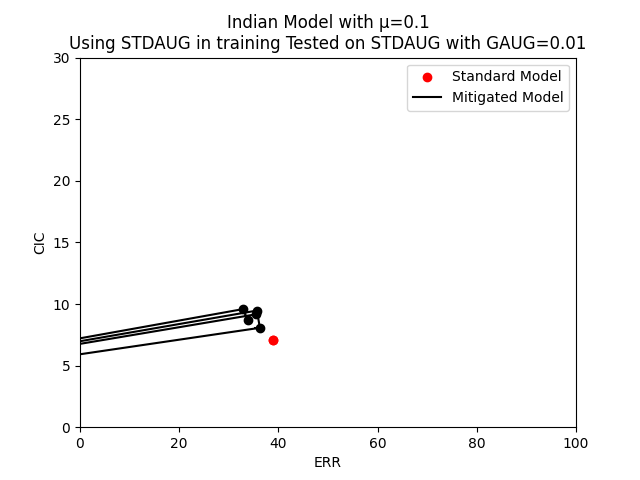 Indian Model with μ=0.1
Using STDAUG in training Tested on STDAUG with GAUG=0.01
Standard Model
Mitigated Model
30
25
20
15
10
5
0
CIC
0 20 40 60 80 100
ERR